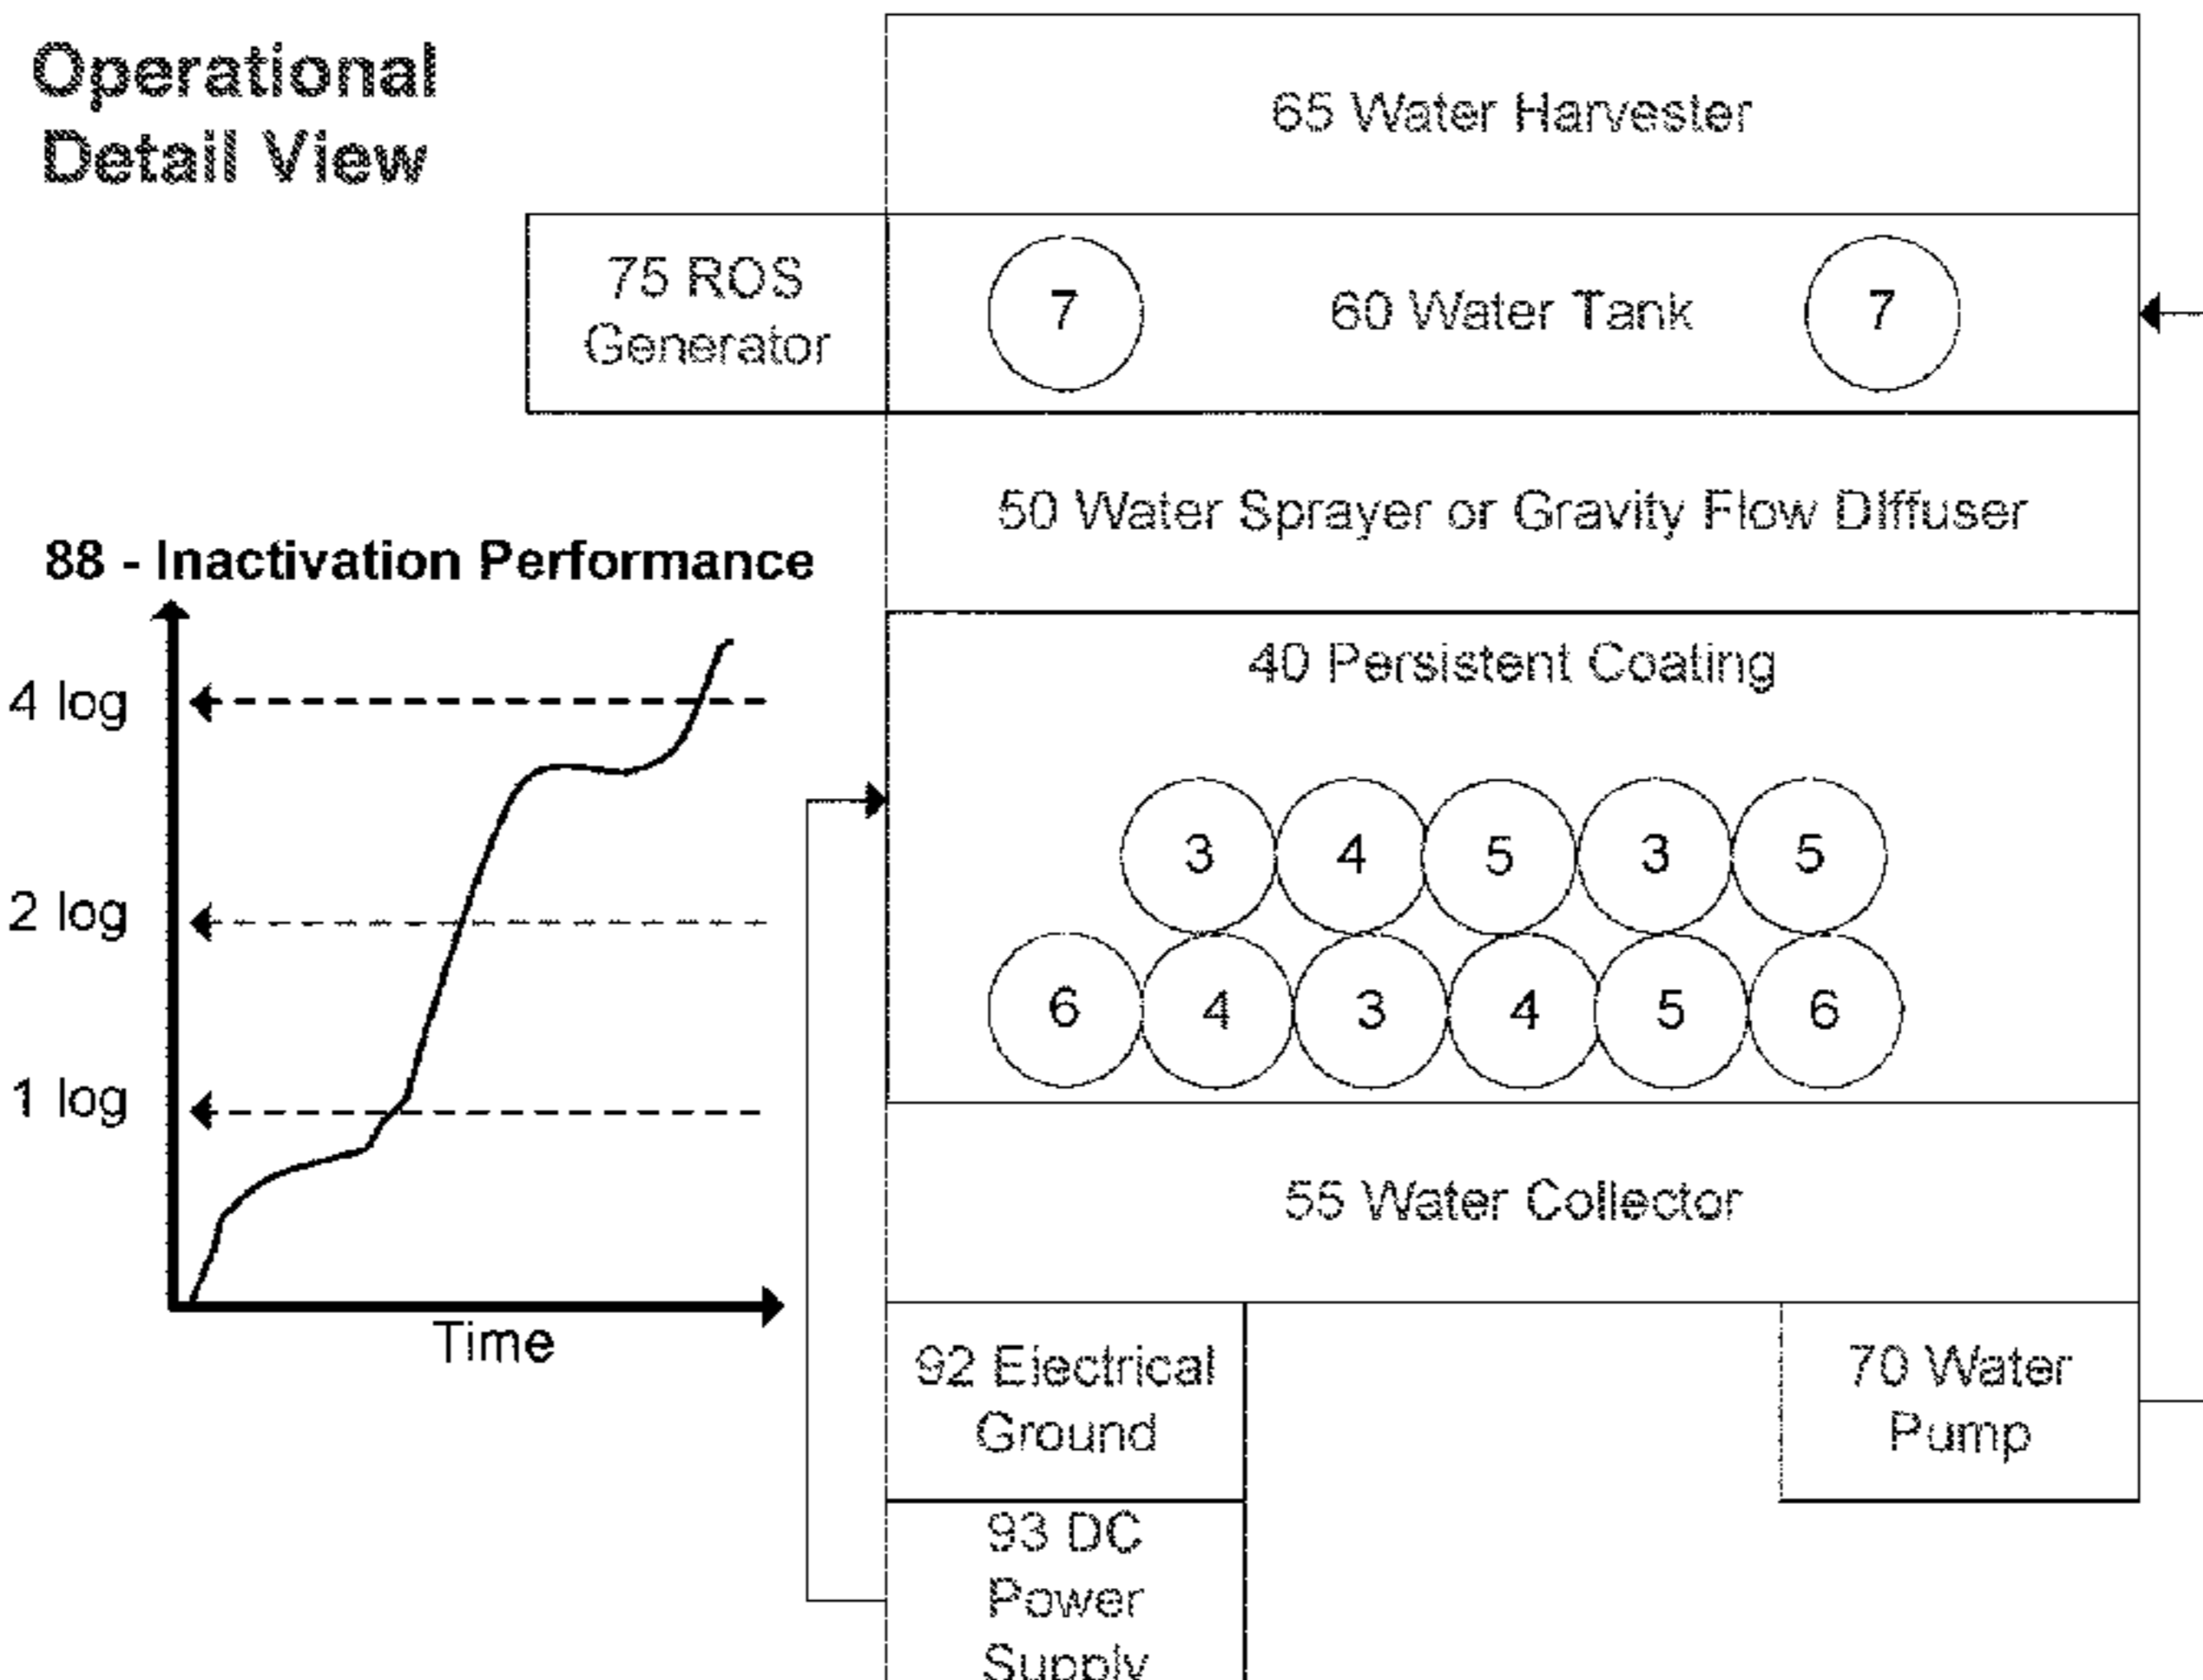 Operational
Detail View
65 Water Harvester
75 ROS
Generator
7
60 Water Tank
7
50 Water Sprayer or Gravity Flow DIffuser
88 - Inactivation Performance
4 log
2 log
1 log
Time
40 Persistent Coating
3 4 5 3 5
6 4 3 4 5 6
55 Water Collector
92 Electrical
Ground
70 Water
Pump
93 DC
Power
Supply